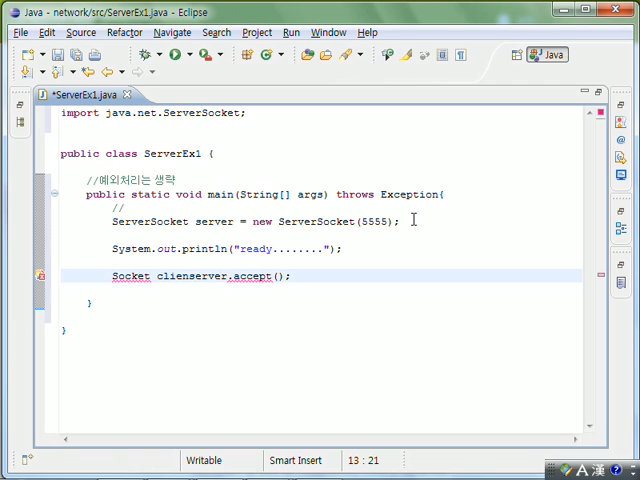 Java - network/src/ServerEx1.java - Eclipse
File Edit Source Refactor Navigate Search Project Run Window Help
Java
*ServerEx1.java
import java.net.ServerSocket;
public class ServerEx1 {
//예외처리는 생략
public static void main(String[] args) throws Exception{
//
ServerSocket server = new ServerSocket(5555);
System.out.println("ready........");
Socket clienserver.accept();
}
}
Writable Smart Insert 13 : 21
A 漢